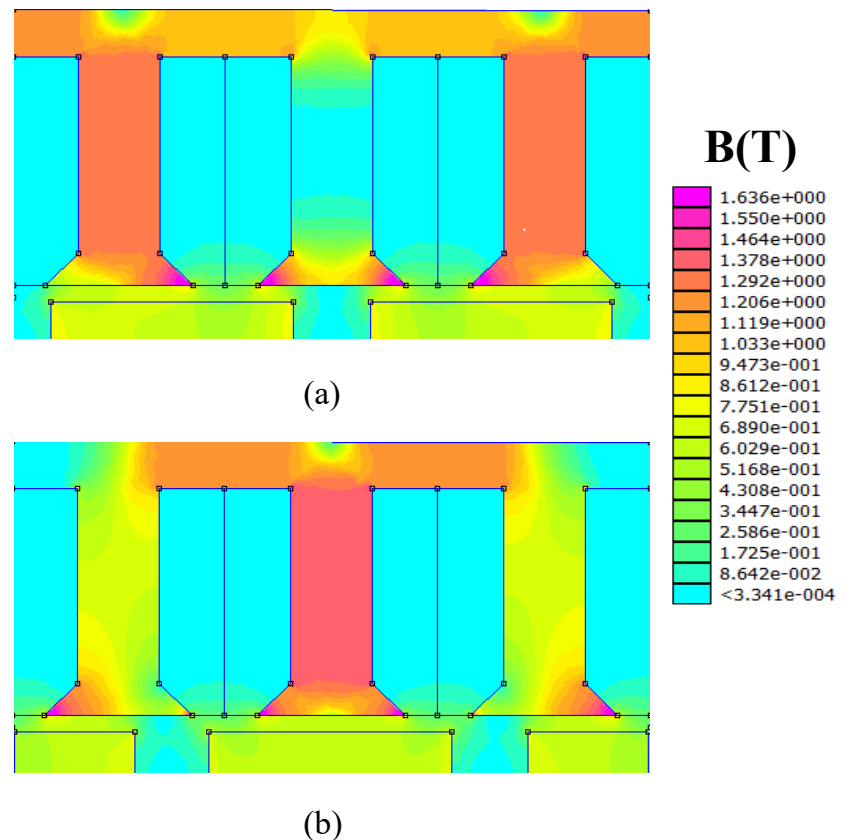 B(T)
1.636e+000
1.550e+000
1.464e+000
1.378e+000
1.292e+000
1.206e+000
1.119e+000
1.033e+000
9.473e-001
8.612e-001
7.751e-001
6.890e-001
6.029e-001
5.168e-001
4.308e-001
3.447e-001
2.586e-001
1.725e-001
8.642e-002
<3.341e-004 :
(a)
(b)